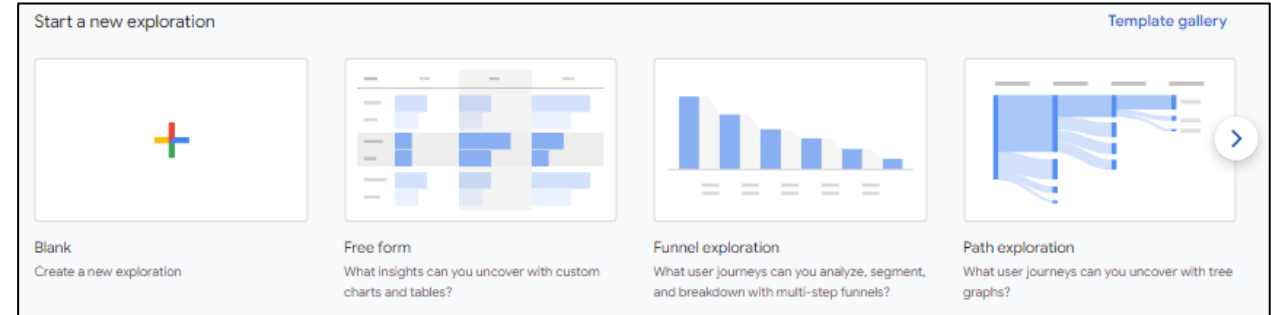 Start a new exploration
Template gallery
Blank
Create a new exploration
Free form
What insights can you uncover with custom
charts and tables?
Funnel exploration
What user journeys can you analyze, segment,
and breakdown with multi-step funnels?
Path exploration
What user journeys can you uncover with tree
graphs?